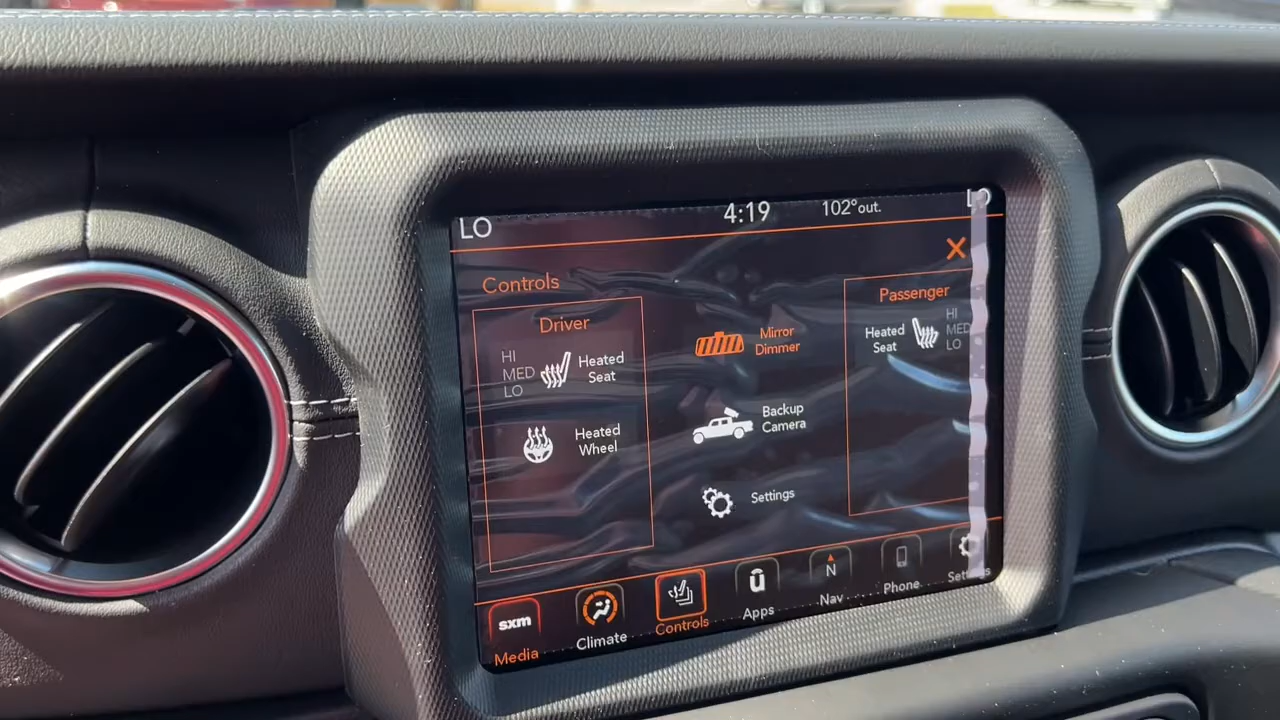 LO
4:19
102°out.
LO
Controls
Driver
HI
MED
LO
Heated
Seat
Heated
Wheel
Mirror
Dimmer
Backup
Camera
Settings
Passenger
Heated
Seat
HI
MED
LO
sxm
Media
Climate
Controls
û
Apps
N
Nav
Phone
Settings